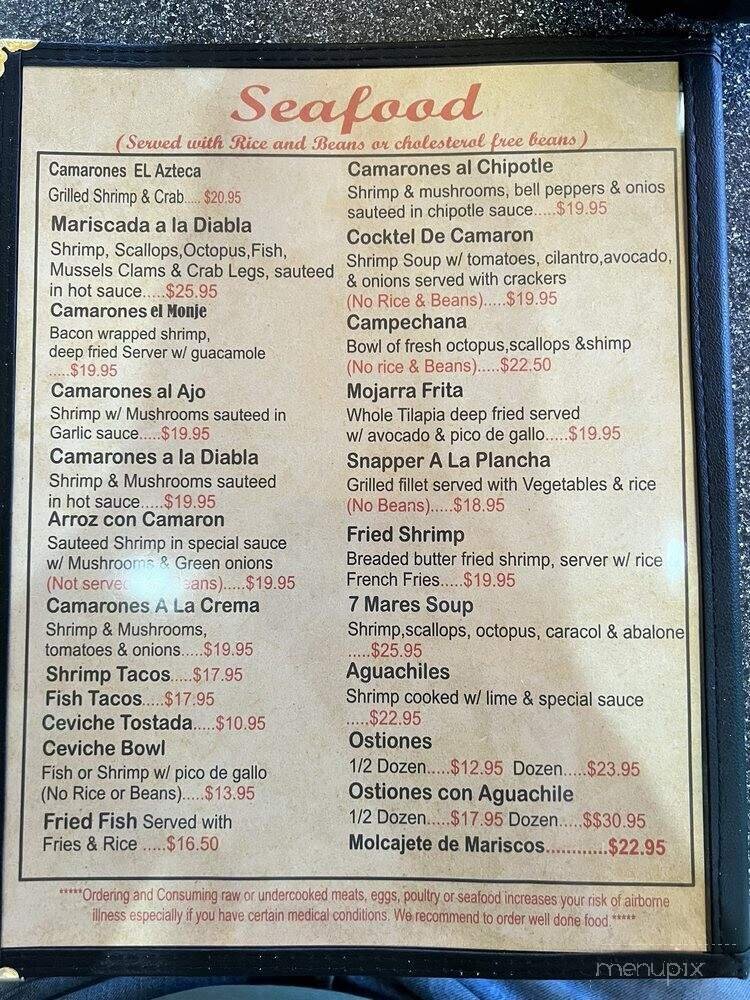 Seafood
(Served with Rice and Beans or cholesterol free beans)
Camarones EL Azteca
Grilled Shrimp & Crab.... $20.95
Mariscada a la Diabla
Shrimp, Scallops,Octopus,Fish,
Mussels Clams & Crab Legs, sauteed
in hot sauce.....$25.95
Camarones el Monje
Bacon wrapped shrimp,
deep fried Server w/ guacamole
.....$19.95
Camarones al Ajo
Shrimp w/ Mushrooms sauteed in
Garlic sauce.....$19.95
Camarones a la Diabla
Shrimp & Mushrooms sauteed
in hot sauce.....$19.95
Arroz con Camaron
Sauteed Shrimp in special sauce
w/ Mushrooms & Green onions
(Not eans).....$19.95
Camarones A La Crema
Shrimp & Mushrooms,
tomatoes & onions.....$19.95
Shrimp Tacos.....$17.95
Fish Tacos.....$17.95
Ceviche Tostada.....$10.95
Ceviche Bowl
Fish or Shrimp w/ pico de gallo
(No Rice or Beans).....$13.95
Fried Fish Served with
Fries & Rice .....$16.50
Camarones al Chipotle
Shrimp & mushrooms, bell peppers & onios
sauteed in chipotle sauce.....$19.95
Cocktel De Camaron
Shrimp Soup w/ tomatoes, cilantro,avocado,
& onions served with crackers
(No Rice & Beans).....$19.95
Campechana
Bowl of fresh octopus,scallops &shimp
(No rice & Beans).....$22.50
Mojarra Frita
Whole Tilapia deep fried served
w/ avocado & pico de gallo.....$19.95
Snapper A La Plancha
Grilled fillet served with Vegetables & rice
(No Beans).....$18.95
Fried Shrimp
Breaded butter fried shrimp, server w/ rice
French Fries.....$19.95
7 Mares Soup
Shrimp,scallops, octopus, caracol & abalone
.....$25.95
Aguachiles
Shrimp cooked w/ lime & special sauce
.....$22.95
Ostiones
1/2 Dozen.....$12.95 Dozen.....$23.95
Ostiones con Aguachile
1/2 Dozen.....$17.95 Dozen.....$$30.95
Molcajete de Mariscos............$22.95
*****Ordering and Consuming raw or undercooked meats, eggs, poultry or seafood increases your risk of airborne
illness especially if you have certain medical conditions. We recommend to order well done food.*****
menupix